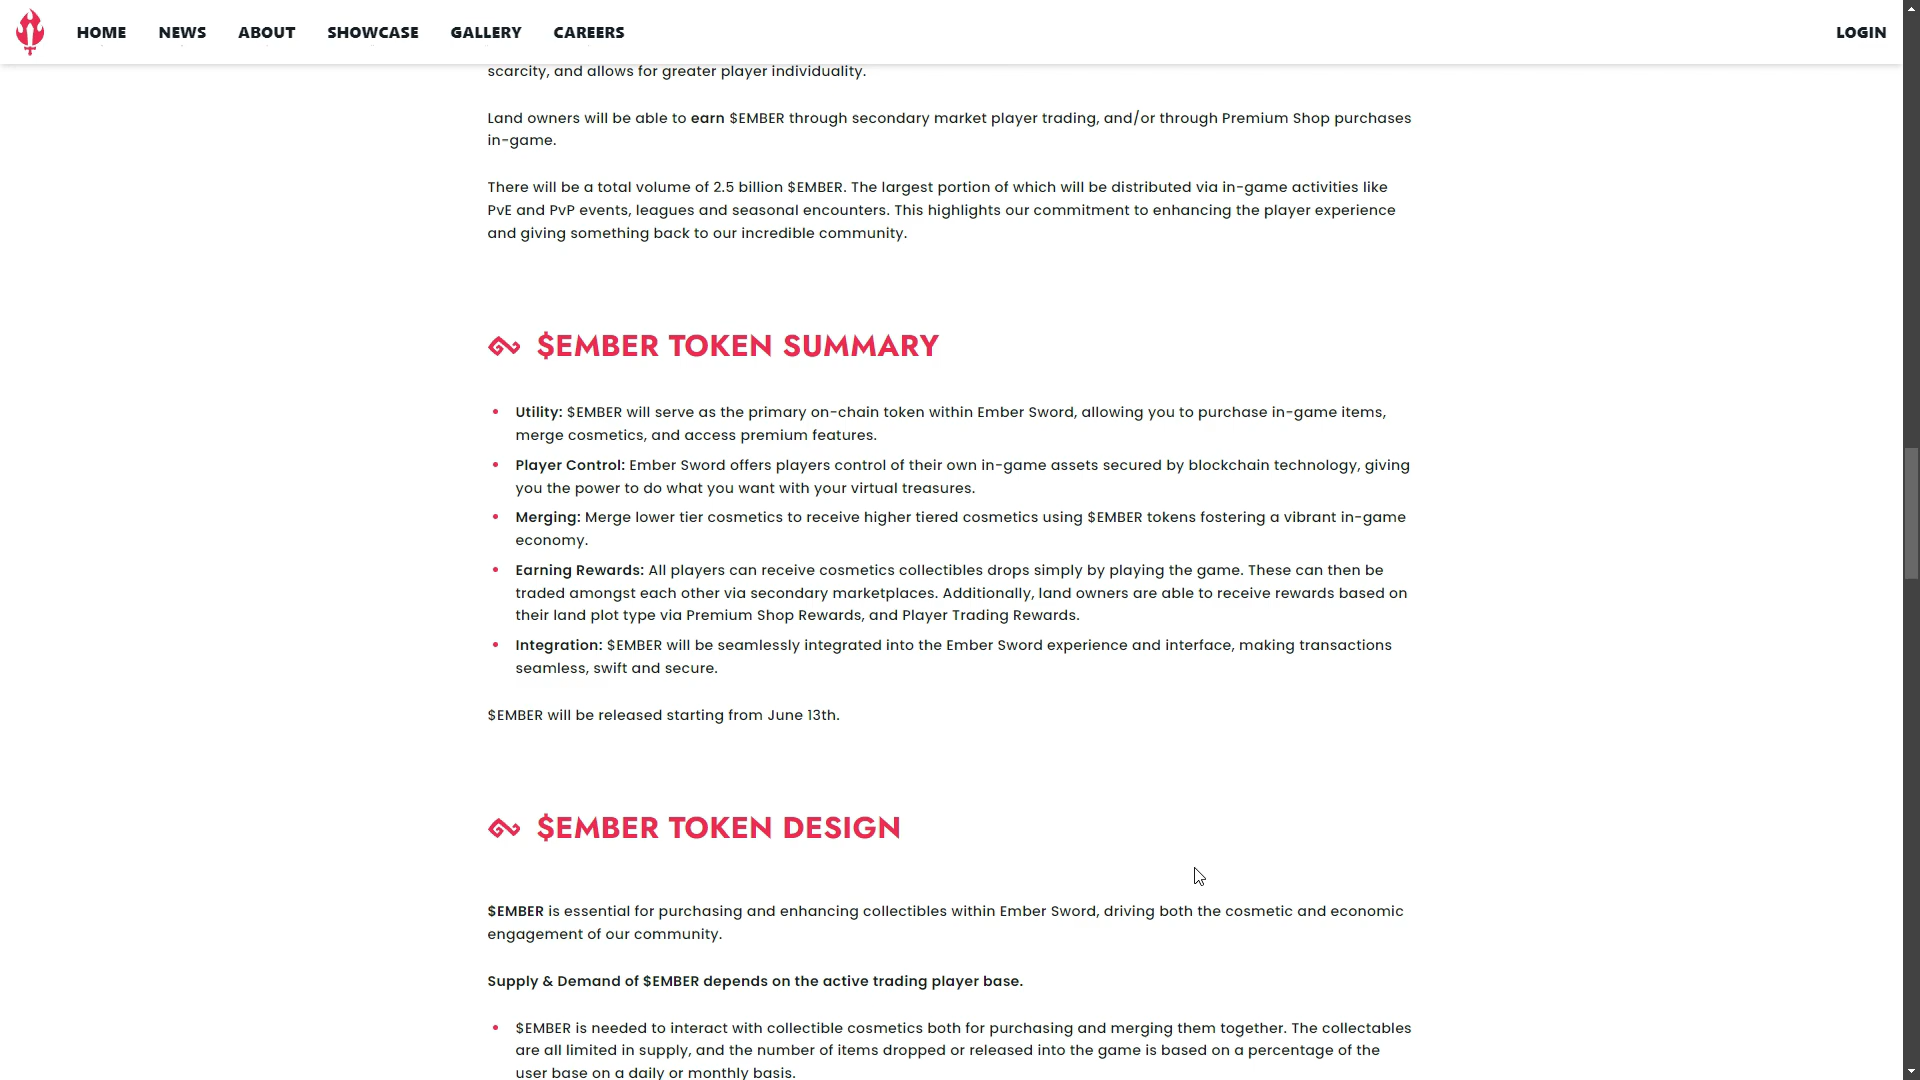 HOME NEWS ABOUT SHOWCASE GALLERY CAREERS LOGIN
scarcity, and allows for greater player individuality.
Land owners will be able to earn $EMBER through secondary market player trading, and/or through Premium Shop purchases
in-game.
There will be a total volume of 2.5 billion $EMBER. The largest portion of which will be distributed via in-game activities like
PvE and PvP events, leagues and seasonal encounters. This highlights our commitment to enhancing the player experience
and giving something back to our incredible community.
$EMBER TOKEN SUMMARY
• Utility: $EMBER will serve as the primary on-chain token within Ember Sword, allowing you to purchase in-game items,
merge cosmetics, and access premium features.
• Player Control: Ember Sword offers players control of their own in-game assets secured by blockchain technology, giving
you the power to do what you want with your virtual treasures.
• Merging: Merge lower tier cosmetics to receive higher tiered cosmetics using $EMBER tokens fostering a vibrant in-game
economy.
• Earning Rewards: All players can receive cosmetics collectibles drops simply by playing the game. These can then be
traded amongst each other via secondary marketplaces. Additionally, land owners are able to receive rewards based on
their land plot type via Premium Shop Rewards, and Player Trading Rewards.
• Integration: $EMBER will be seamlessly integrated into the Ember Sword experience and interface, making transactions
seamless, swift and secure.
$EMBER will be released starting from June 13th.
$EMBER TOKEN DESIGN
$EMBER is essential for purchasing and enhancing collectibles within Ember Sword, driving both the cosmetic and economic
engagement of our community.
Supply & Demand of $EMBER depends on the active trading player base.
• $EMBER is needed to interact with collectible cosmetics both for purchasing and merging them together. The collectables
are all limited in supply, and the number of items dropped or released into the game is based on a percentage of the
user base on a daily or monthly basis.